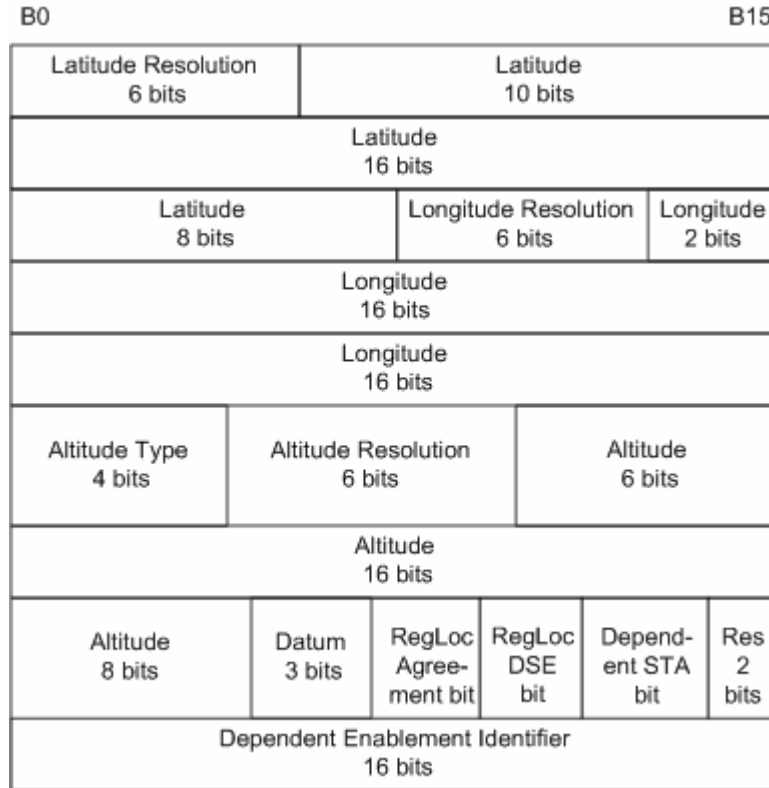 B0 B15
Latitude Resolution Latitude
6 bits 10 bits
Latitude
16 bits
Latitude Longitude Resolution Longitude
8 bits 6 bits 2 bits
Longitude
16 bits
Longitude
16 bits
Altitude Type Altitude Resolution Altitude
4 bits 6 bits 6 bits
Altitude
16 bits
Altitude
8 bits
Datum
3 bits
RegLoc
Agree-
ment bit
RegLoc
DSE
bit
Depend-
ent STA
bit
Res
2
bits
Dependent Enablement Identifier
16 bits